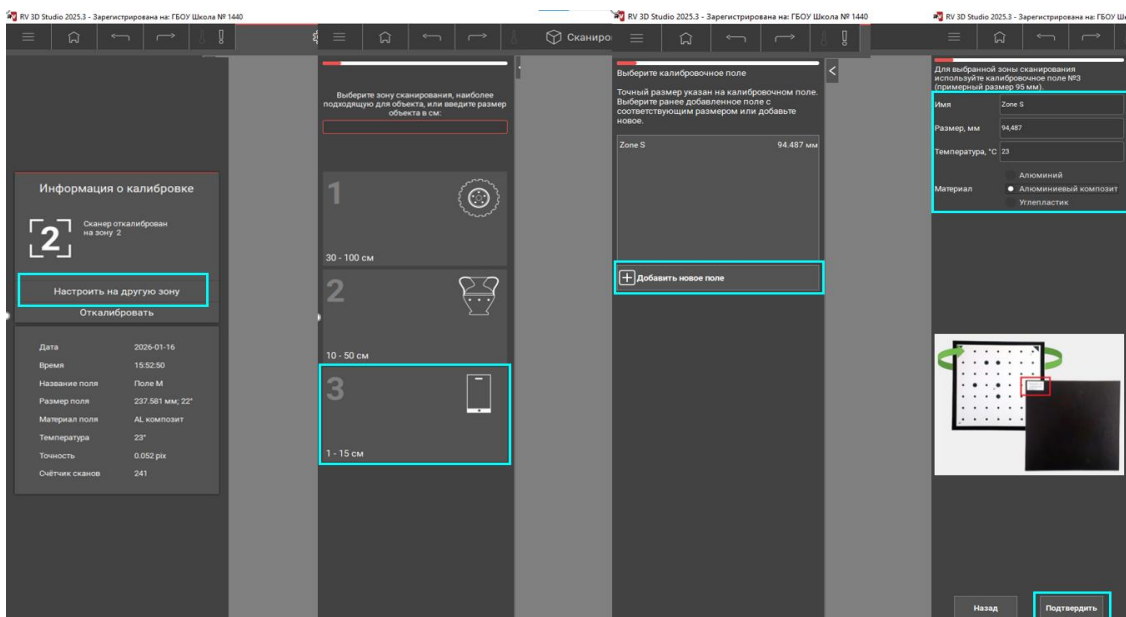 RV 3D Studio 2025.3 - Зарегистрирована на: ГБОУ Школа № 1440
Информация о калибровке
2
Сканер откалиброван
на зону 2
Настроить на другую зону
Откалибровать
Дата 2026-01-16
Время 15:52:50
Название поля Поле M
Размер поля 237.581 мм; 22°
Материал поля AL композит
Температура 23°
Точность 0.052 pix
Счётчик сканов 241
Сканиро
Выберите зону сканирования, наиболее
подходящую для объекта, или введите размер
объекта в см:
1
30 - 100 см
2
10 - 50 см
3
1 - 15 см
RV 3D Studio 2025.3 - Зарегистрирована на: ГБОУ Школа № 1440
Выберите калибровочное поле
Точный размер указан на калибровочном поле.
Выберите ранее добавленное поле с
соответствующим размером или добавьте
новое.
Zone S 94.487 мм
Добавить новое поле
RV 3D Studio 2025.3 - Зарегистрирована на: ГБОУ Ш
Для выбранной зоны сканирования
используйте калибровочное поле №3
(примерный размер 95 мм).
Имя Zone S
Размер, мм 94,487
Температура, °C 23
Материал
Алюминий
Алюминиевый композит
Углепластик
Назад Подтвердить